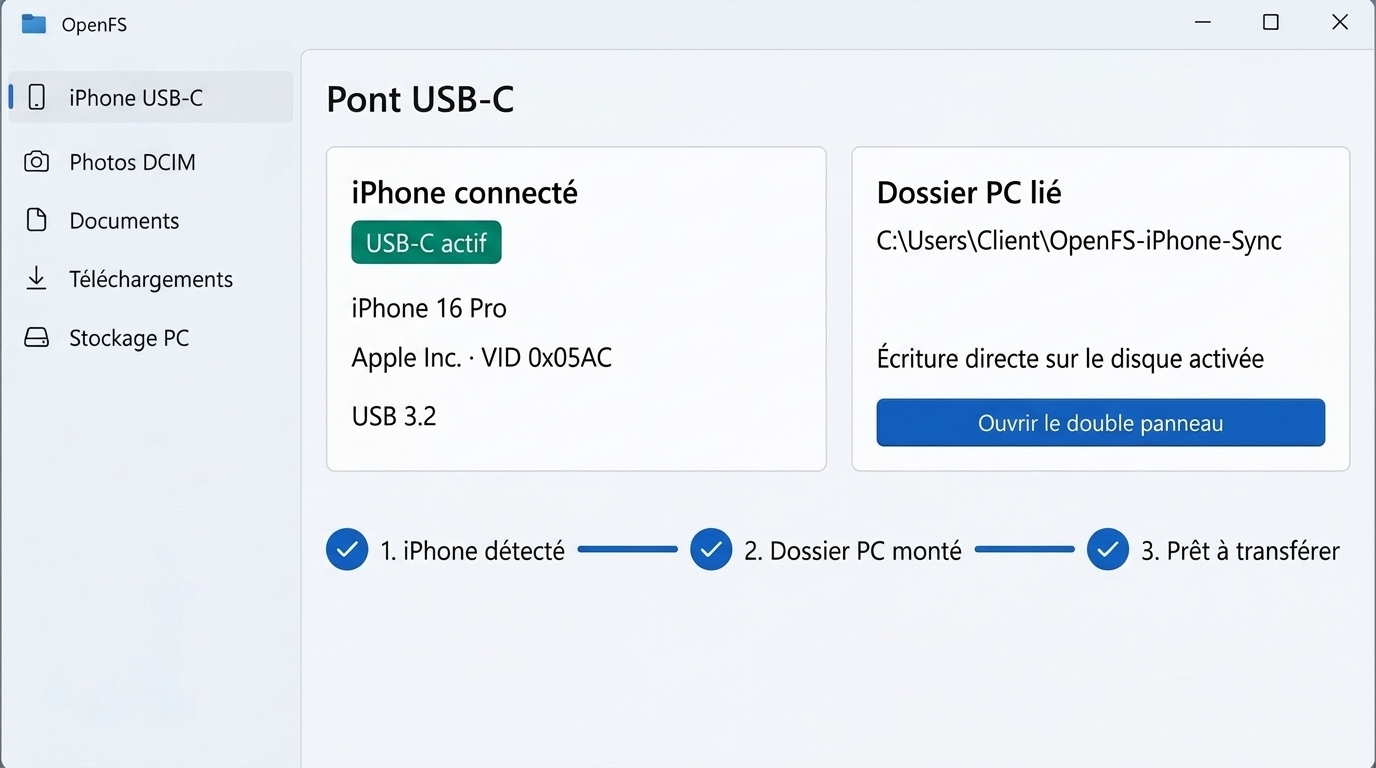 OpenFS
iPhone USB-C
Photos DCIM
Documents
Téléchargements
Stockage PC
Pont USB-C
iPhone connecté
USB-C actif
iPhone 16 Pro
Apple Inc. · VID 0x05AC
USB 3.2
Dossier PC lié
C:\Users\Client\OpenFS-iPhone-Sync
Écriture directe sur le disque activée
Ouvrir le double panneau
1. iPhone détecté
2. Dossier PC monté
3. Prêt à transférer